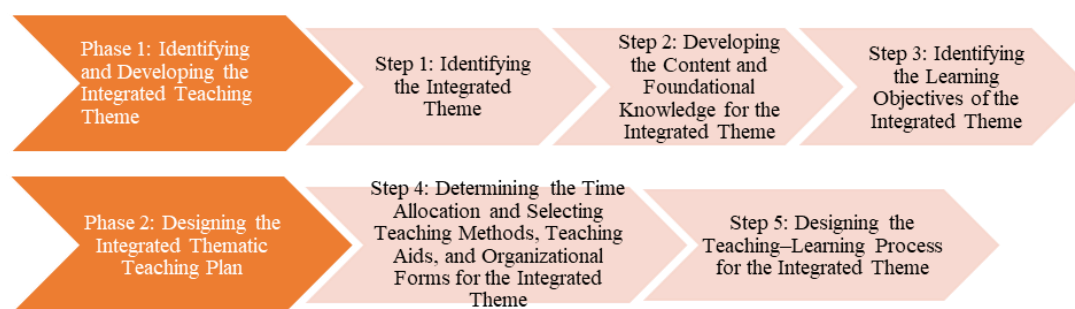 Phase 1: Identifying
and Developing the
Integrated Teaching
Theme
Step 1: Identifying
the Integrated
Theme
Step 2: Developing
the Content and
Foundational
Knowledge for the
Integrated Theme
Step 3: Identifying
the Learning
Objectives of the
Integrated Theme
Phase 2: Designing the
Integrated Thematic
Teaching Plan
Step 4: Determining the Time
Allocation and Selecting
Teaching Methods, Teaching
Aids, and Organizational
Forms for the Integrated
Theme
Step 5: Designing the
Teaching–Learning Process
for the Integrated Theme